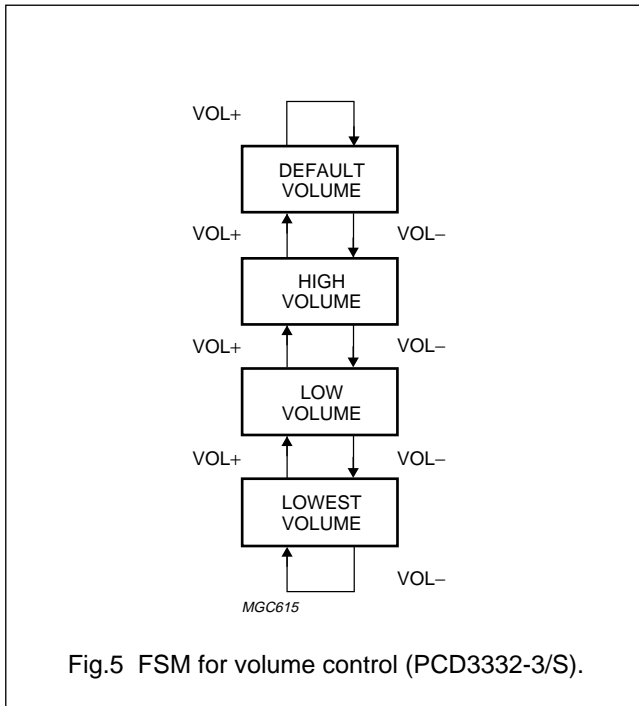 VOL+
DEFAULT
VOLUME
VOL+ VOL−
HIGH
VOLUME
VOL+ VOL−
LOW
VOLUME
VOL+ VOL−
LOWEST
VOLUME
VOL−
MGC615
Fig.5 FSM for volume control (PCD3332-3/S).